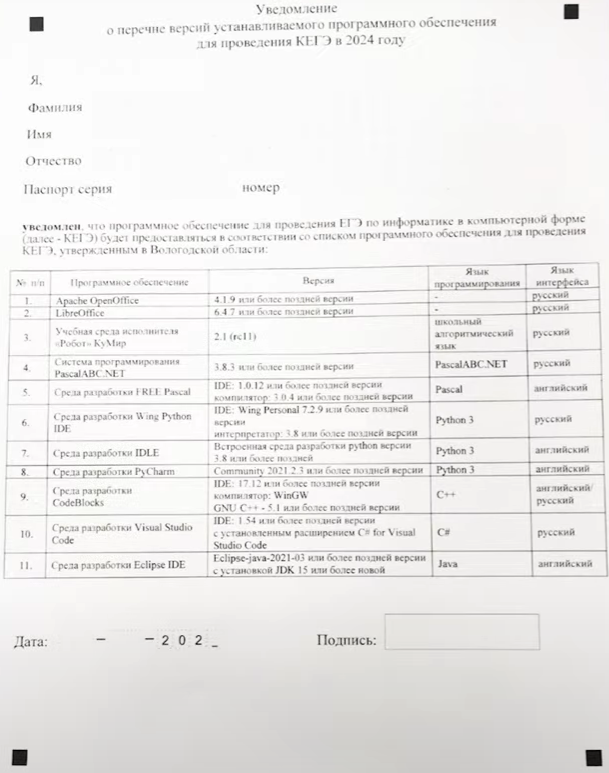 Уведомление
о перечне версий устанавливаемого программного обеспечения
для проведения КЕГЭ в 2024 году
Я,
Фамилия
Имя
Отчество
Паспорт серия номер
уведомлен, что программное обеспечение для проведения ЕГЭ по информатике в компьютерной форме
(далее - КЕГЭ) будет предоставляться в соответствии со списком программного обеспечения для проведения
КЕГЭ, утвержденным в Вологодской области:
№ п/п Программное обеспечение Версия Язык программирования Язык интерфейса
1. Apache OpenOffice 4.1.9 или более поздней версии - русский
2. LibreOffice 6.4.7 или более поздней версии - русский
3. Учебная среда исполнителя «Робот» КуМир 2.1 (rc11) школьный алгоритмический язык русский
4. Система программирования PascalABC.NET 3.8.3 или более поздней версии PascalABC.NET русский
5. Среда разработки FREE Pascal IDE: 1.0.12 или более поздней версии компилятор: 3.0.4 или более поздней версии Pascal английский
6. Среда разработки Wing Python IDE IDE: Wing Personal 7.2.9 или более поздней версии интерпретатор: 3.8 или более поздней версии Python 3 русский
7. Среда разработки IDLE Встроенная среда разработки python версии 3.8 или более поздней Python 3 английский
8. Среда разработки PyCharm Community 2021.2.3 или более поздней версии Python 3 английский
9. Среда разработки CodeBlocks IDE: 17.12 или более поздней версии компилятор: WinGW GNU C++ - 5.1 или более поздней версии C++ английский/русский
10. Среда разработки Visual Studio Code IDE: 1.54 или более поздней версии с установленным расширением C# for Visual Studio Code C# русский
11. Среда разработки Eclipse IDE Eclipse-java-2021-03 или более поздней версии с установкой JDK 15 или более новой Java английский
Дата: - - 2 0 2 _ Подпись: